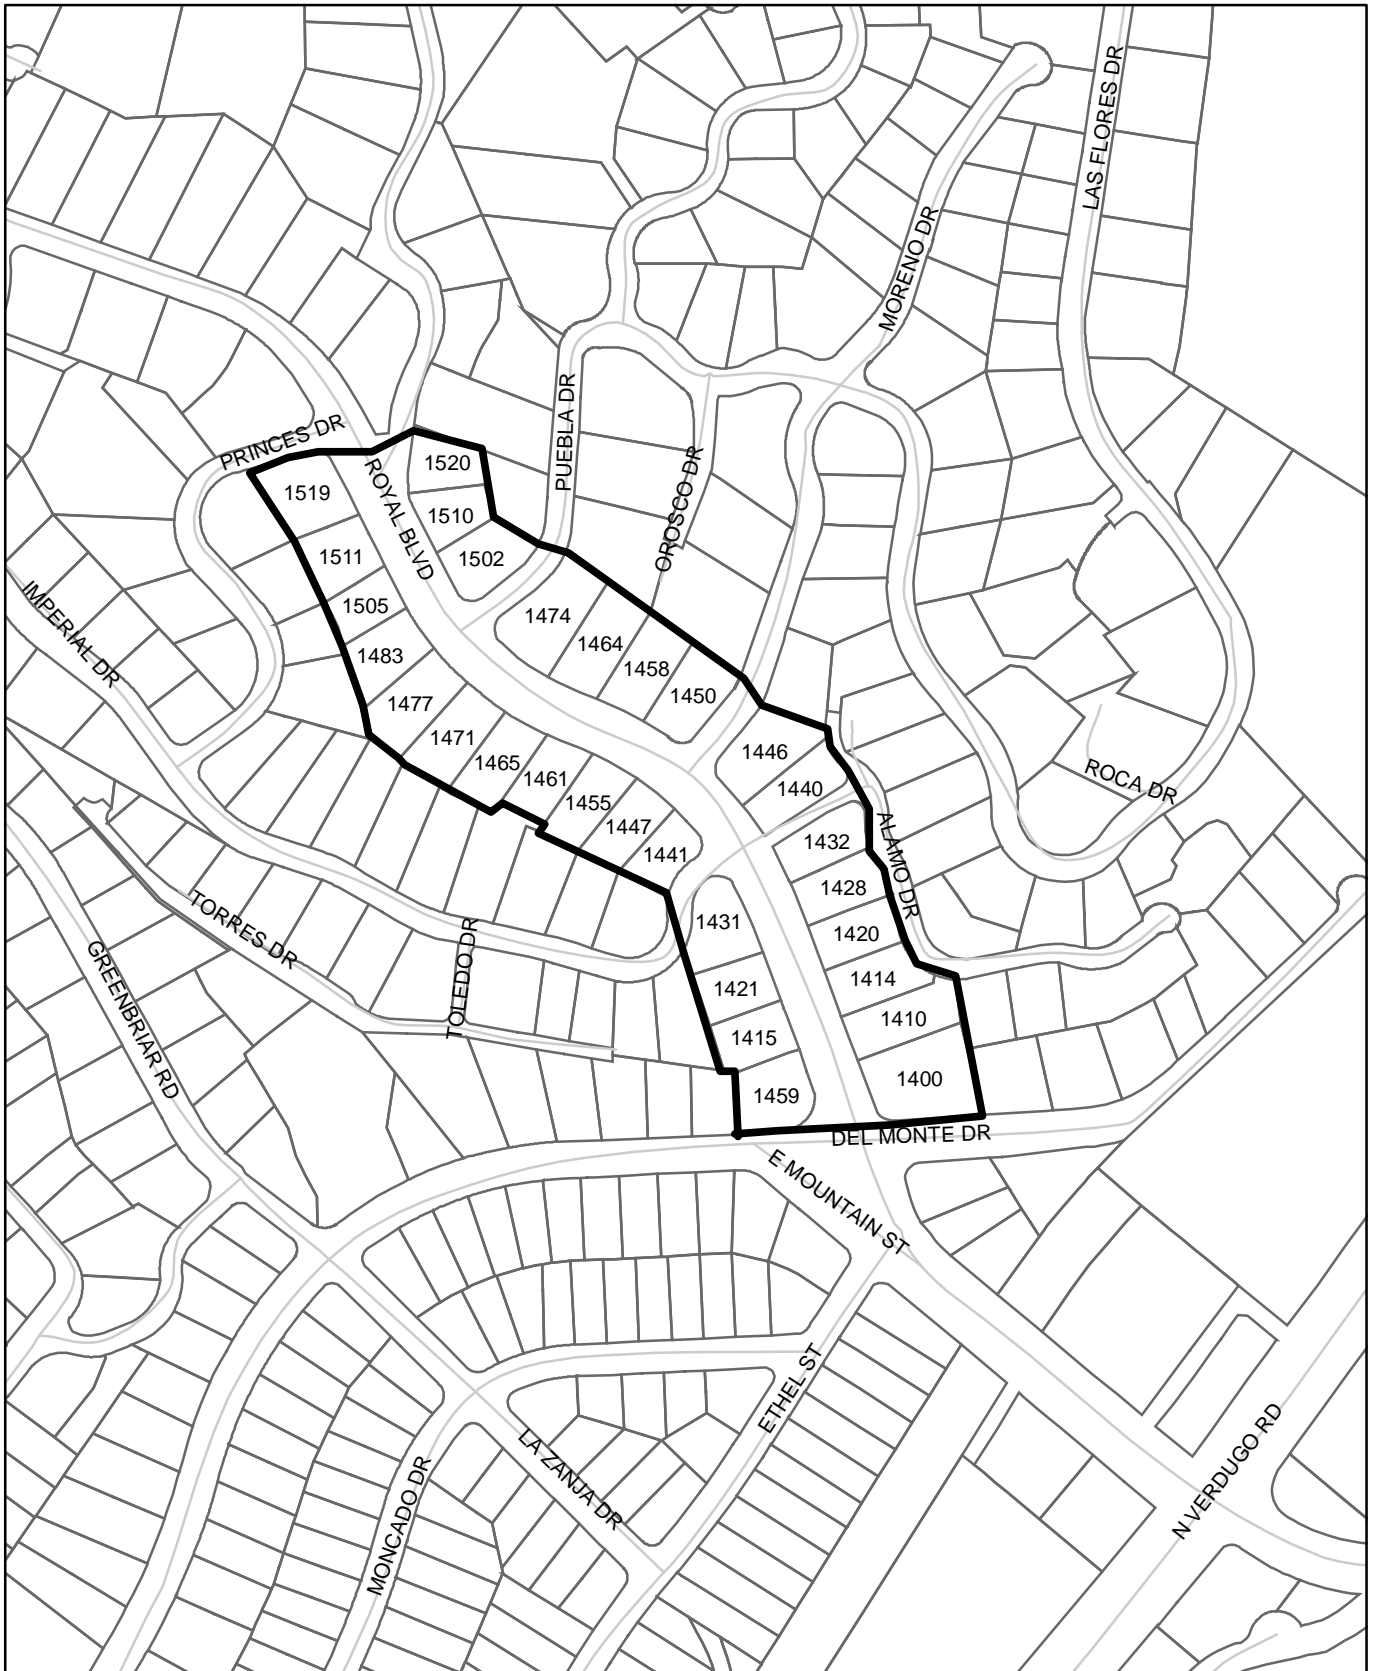 LAS FLORES DR
MORENO DR
PUEBLA DR
PRINCES DR
1520
OROSCO DR
ROYAL BLVD
1519
1510
1511
1502
IMPERIAL DR
1505
1474
1464
1483
1458
1450
1477
1471
1446
1465
1461
1440
ROCA DR
1455
1447
1432
ALAMO DR
1441
1428
TORRES DR
1431
1420
TOLEDO DR
GREENBRIAR RD
1421
1414
1410
1415
1400
1459
DEL MONTE DR
E MOUNTAIN ST
ETHEL ST
LA ZANJA DR
MONCADO DR
N VERDUGO RD